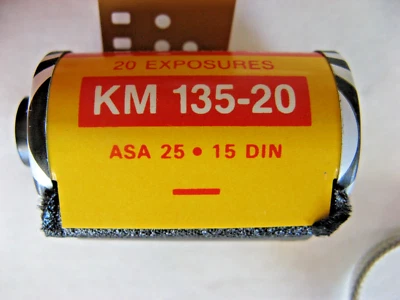 20 EXPOSURES
KM 135-20
ASA 25 • 15 DIN